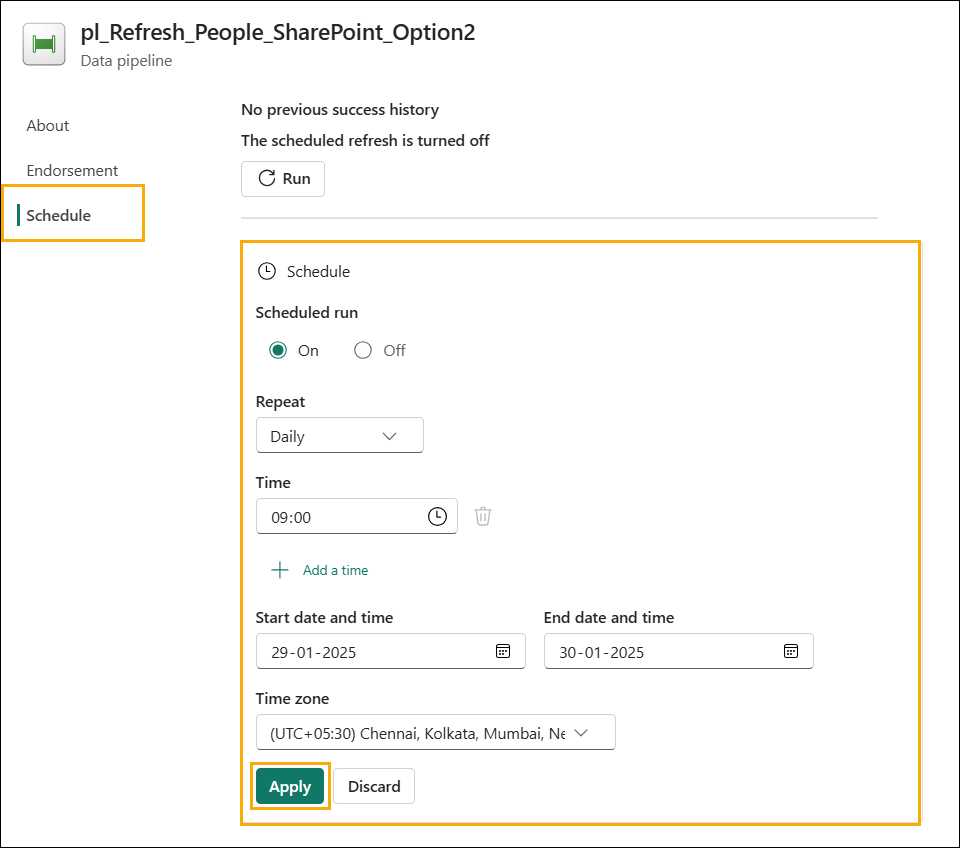 pl_Refresh_People_SharePoint_Option2
Data pipeline
About
Endorsement
Schedule
No previous success history
The scheduled refresh is turned off
Run
Schedule
Scheduled run
On Off
Repeat
Daily
Time
09:00
Add a time
Start date and time End date and time
29-01-2025 30-01-2025
Time zone
(UTC+05:30) Chennai, Kolkata, Mumbai, Ne
Apply Discard